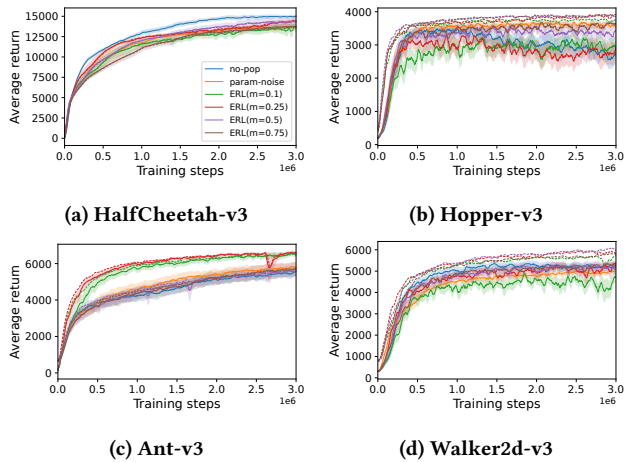 15000
12500
10000
7500
5000
2500
0
Average return
0.0 0.5 1.0 1.5 2.0 2.5 3.0
1e6
Training steps
no-pop
param-noise
ERL(m=0.1)
ERL(m=0.25)
ERL(m=0.5)
ERL(m=0.75)
(a) HalfCheetah-v3
4000
3000
2000
1000
0
Average return
0.0 0.5 1.0 1.5 2.0 2.5 3.0
1e6
Training steps
(b) Hopper-v3
6000
4000
2000
0
Average return
0.0 0.5 1.0 1.5 2.0 2.5 3.0
1e6
Training steps
(c) Ant-v3
6000
5000
4000
3000
2000
1000
0
Average return
0.0 0.5 1.0 1.5 2.0 2.5 3.0
1e6
Training steps
(d) Walker2d-v3